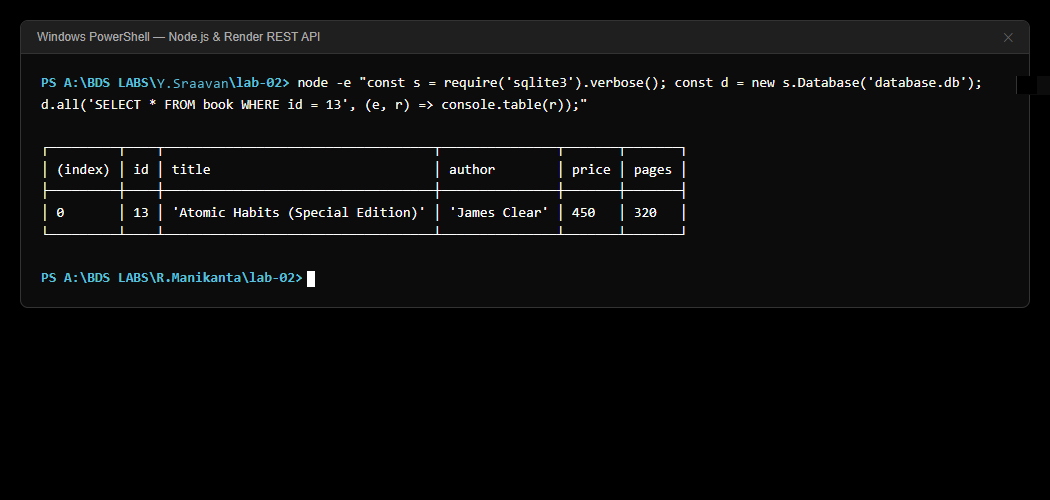 Windows PowerShell — Node.js & Render REST API
PS A:\BDS LABS\Y.Sraavan\lab-02> node -e "const s = require('sqlite3').verbose(); const d = new s.Database('database.db');
d.all('SELECT * FROM book WHERE id = 13', (e, r) => console.table(r));"
(index) id title author price pages
0 13 'Atomic Habits (Special Edition)' 'James Clear' 450 320
PS A:\BDS LABS\R.Manikanta\lab-02>